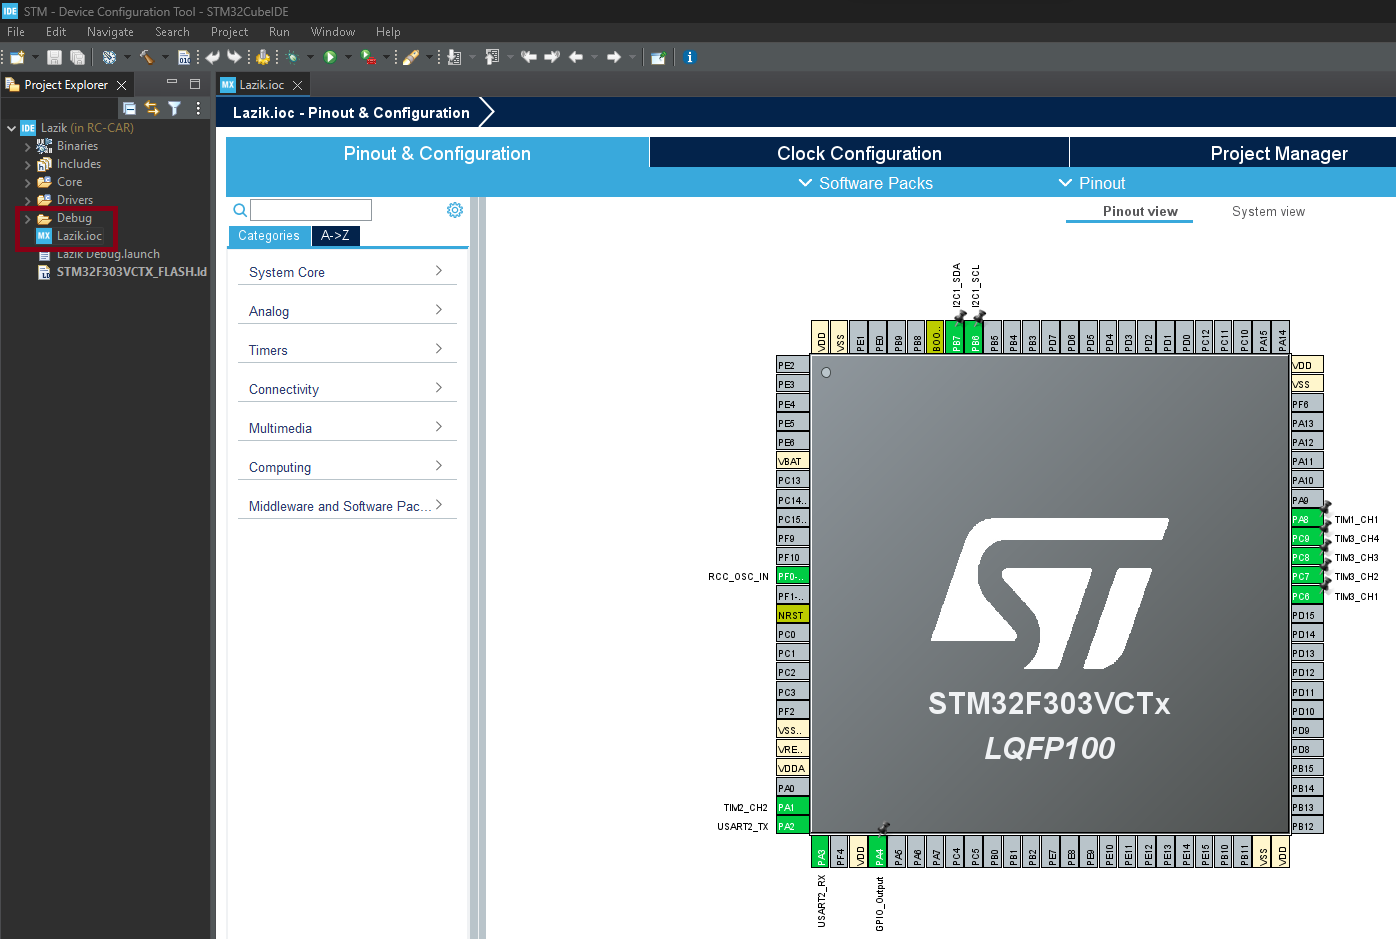 IDE STM - Device Configuration Tool - STM32CubeIDE
File Edit Navigate Search Project Run Window Help
Project Explorer
MX Lazik.ioc
Lazik.ioc - Pinout & Configuration
IDE Lazik (in RC-CAR)
Binaries
Includes
Core
Drivers
Debug
MX Lazik.ioc
Lazik Debug.launch
STM32F303VCTX_FLASH.ld
Pinout & Configuration
Clock Configuration
Project Manager
Software Packs
Pinout
Categories
A->Z
System Core
Analog
Timers
Connectivity
Multimedia
Computing
Middleware and Software Pac...
Pinout view
System view
I2C1_SDA
I2C1_SCL
VDD
VSS
PE1
PE0
PB9
PB8
BOO..
PB7
PB6
PB5
PB4
PB3
PD7
PD6
PD5
PD4
PD3
PD2
PD1
PD0
PC12
PC11
PC10
PA15
PA14
PE2
PE3
PE4
PE5
PE6
VBAT
PC13
PC14..
PC15..
PF9
PF10
RCC_OSC_IN PF0-..
PF1-..
NRST
PC0
PC1
PC2
PC3
PF2
VSS..
VRE..
VDDA
PA0
TIM2_CH2 PA1
USART2_TX PA2
STM32F303VCTx
LQFP100
VDD
VSS
PF6
PA13
PA12
PA11
PA10
PA9
PA8 TIM1_CH1
PC9 TIM3_CH4
PC8 TIM3_CH3
PC7 TIM3_CH2
PC6 TIM3_CH1
PD15
PD14
PD13
PD12
PD11
PD10
PD9
PD8
PB15
PB14
PB13
PB12
PA3
PF4
VDD
PA4
PA5
PA6
PA7
PC4
PC5
PB0
PB1
PB2
PE7
PE8
PE9
PE10
PE11
PE12
PE13
PE14
PE15
PB10
PB11
VSS
VDD
USART2_RX
GPIO_Output